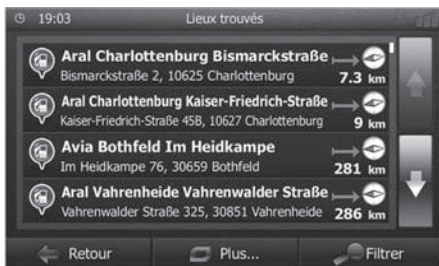 19:03 Lieux trouvés
Aral Charlottenburg Bismarckstraße
Bismarckstraße 2, 10625 Charlottenburg 7.3 km
Aral Charlottenburg Kaiser-Friedrich-Straße
Kaiser-Friedrich-Straße 45B, 10627 Charlottenburg 9 km
Avia Bothfeld Im Heidkampe
Im Heidkampe 76, 30659 Bothfeld 281 km
Aral Vahrenheide Vahrenwalder Straße
Vahrenwalder Straße 325, 30851 Vahrenheide 286 km
Retour Plus... Filtrer